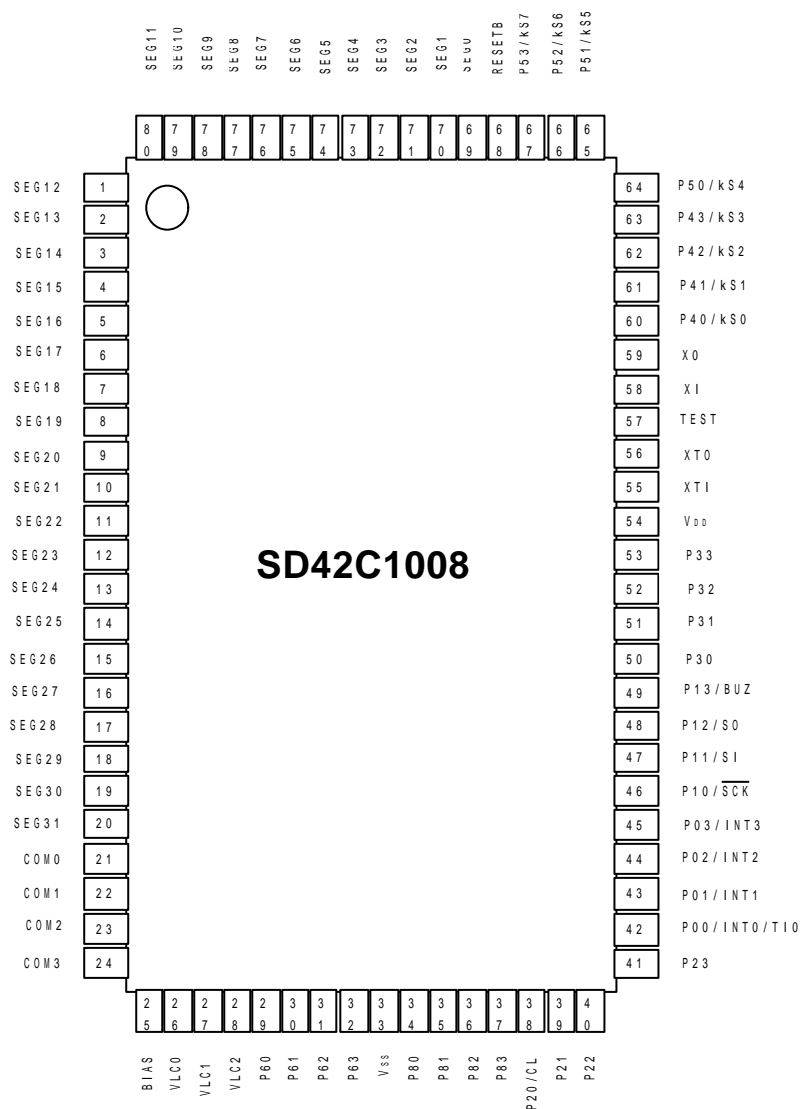 SEG11 SEG10 SEG9 SEG8 SEG7 SEG6 SEG5 SEG4 SEG3 SEG2 SEG1 SEG0 RESETB P53/kS7 P52/kS6 P51/kS5
80 79 78 77 76 75 74 73 72 71 70 69 68 67 66 65
SEG12 1 64 P50/kS4
SEG13 2 63 P43/kS3
SEG14 3 62 P42/kS2
SEG15 4 61 P41/kS1
SEG16 5 60 P40/kS0
SEG17 6 59 XO
SEG18 7 58 XI
SEG19 8 57 TEST
SEG20 9 56 XTO
SEG21 10 55 XTI
SEG22 11 54 VDD
SEG23 12 53 P33
SD42C1008
SEG24 13 52 P32
SEG25 14 51 P31
SEG26 15 50 P30
SEG27 16 49 P13/BUZ
SEG28 17 48 P12/SO
SEG29 18 47 P11/SI
SEG30 19 46 P10/SCK
SEG31 20 45 P03/INT3
COM0 21 44 P02/INT2
COM1 22 43 P01/INT1
COM2 23 42 P00/INT0/TIO
COM3 24 41 P23
25 26 27 28 29 30 31 32 33 34 35 36 37 38 39 40
BIAS VLC0 VLC1 VLC2 P60 P61 P62 P63 Vss P80 P81 P82 P83 P20/CL P21 P22